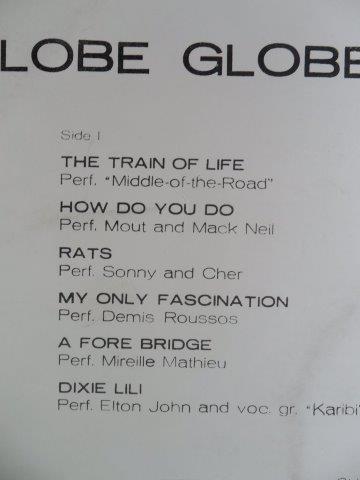 LOBE GLOBE
Side I
THE TRAIN OF LIFE
Perf. "Middle-of-the-Road"
HOW DO YOU DO
Perf. Mout and Mack Neil
RATS
Perf. Sonny and Cher
MY ONLY FASCINATION
Perf. Demis Roussos
A FORE BRIDGE
Perf. Mireille Mathieu
DIXIE LILI
Perf. Elton John and voc. gr. "Karibi"